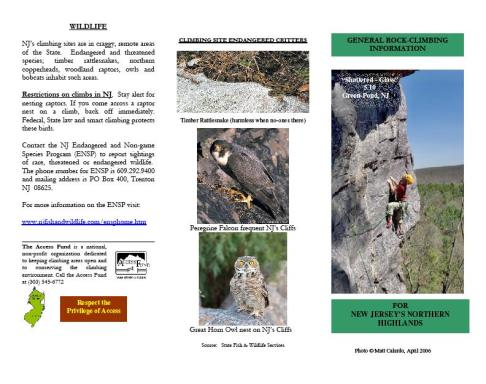 WILDLIFE
NJ's climbing sites are in craggy, remote areas
of the State. Endangered and threatened
species; timber rattlesnakes, northern
copperheads, woodland raptors, owls and
bobcats inhabit such areas.
Restrictions on climbs in NJ. Stay alert for
nesting raptors. If you come across a raptor
nest on a climb, back off immediately.
Federal, State law and smart climbing protects
these birds.
Contact the NJ Endangered and Non-game
Species Program (ENSP) to report sightings
of rare, threatened or endangered wildlife.
The phone number for ENSP is 609.292.9400
and mailing address is PO Box 400, Trenton
NJ 08625.
For more information on the ENSP visit:
www.njfishandwildlife.com/ensphome.htm
The Access Fund is a national,
non-profit organization dedicated
to keeping climbing areas open and
to conserving the climbing
environment. Call the Access Fund
at (303) 545-6772
ACCESS FUND
Respect the
Privilege of Access
CLIMBING SITE ENDANGERED CRITTERS
Timber Rattlesnake (harmless when no-ones there)
Peregrine Falcon frequent NJ's Cliffs
Great Horn Owl nest on NJ's Cliffs
Source: State Fish & Wildlife Services
GENERAL ROCK-CLIMBING
INFORMATION
"Shattered - Glass"
5.10
Green Pond, NJ
FOR
NEW JERSEY'S NORTHERN
HIGHLANDS
Photo © Matt Calardo, April 2006